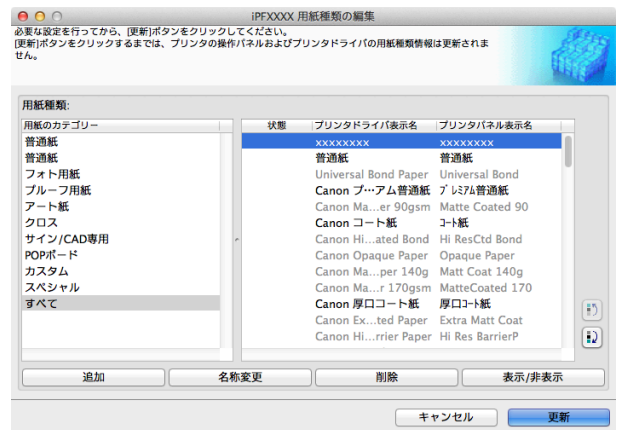 iPFXXXX 用紙種類の編集
必要な設定を行ってから、[更新]ボタンをクリックしてください。
[更新]ボタンをクリックするまでは、プリンタの操作パネルおよびプリンタドライバの用紙種類情報は更新されま
せん。
用紙種類:
用紙のカテゴリー
状態 プリンタドライバ表示名 プリンタパネル表示名
普通紙
普通紙
フォト用紙
プルーフ用紙
アート紙
クロス
サイン/CAD専用
POPボード
カスタム
スペシャル
すべて
xxxxxxxx xxxxxxxx
普通紙 普通紙
Universal Bond Paper Universal Bond
Canon プ…アム普通紙 プレミアム普通紙
Canon Ma…er 90gsm Matte Coated 90
Canon コート紙 コート紙
Canon Hi…ated Bond Hi ResCtd Bond
Canon Opaque Paper Opaque Paper
Canon Ma…per 140g Matt Coat 140g
Canon Ma…r 170gsm MatteCoated 170
Canon 厚口コート紙 厚口コート紙
Canon Ex…ted Paper Extra Matt Coat
Canon Hi…rrier Paper Hi Res BarrierP
追加 名称変更 削除 表示/非表示
キャンセル 更新